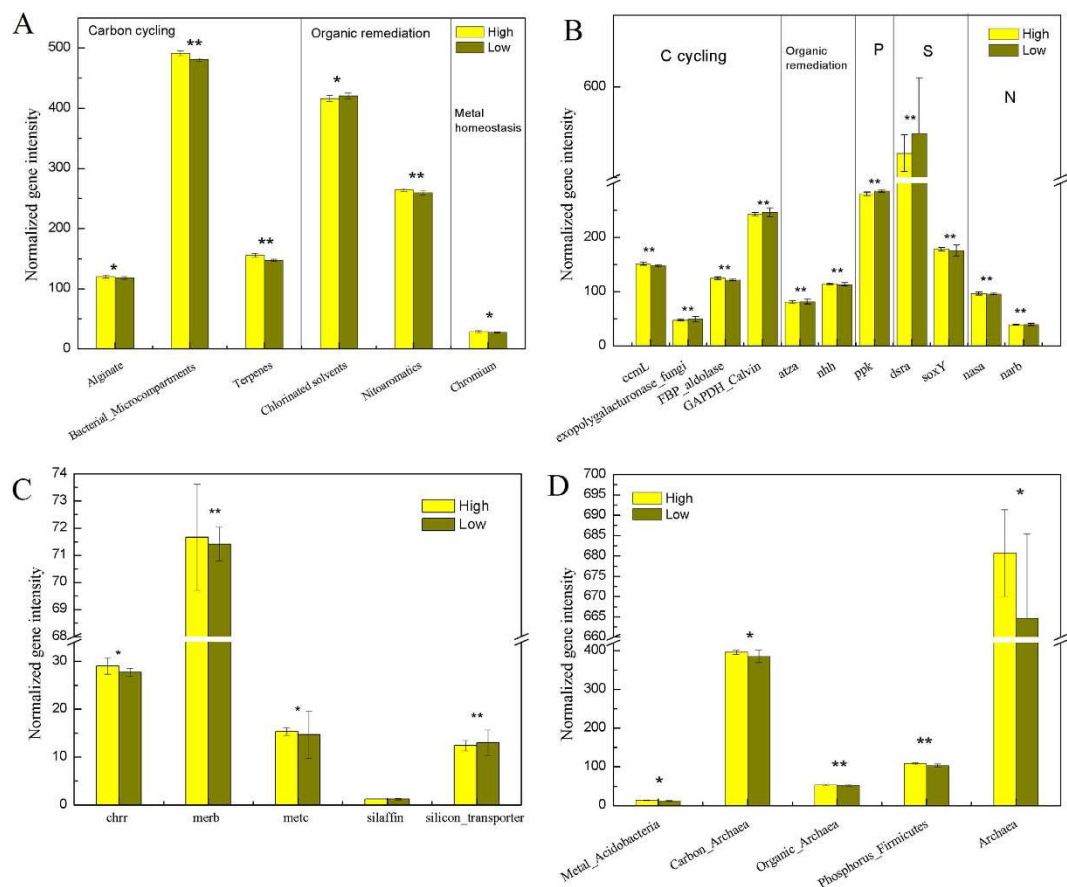 A
Carbon cycling
Organic remediation
High
Low
Metal homeostasis
Normalized gene intensity
500
400
300
200
100
0
*
**
**
*
**
*
Alginate
Bacterial_Microcompartments
Terpenes
Chlorinated solvents
Nitoaromatics
Chromium
B
C cycling
Organic remediation
P
S
N
High
Low
Normalized gene intensity
600
200
100
0
**
**
**
**
**
**
**
**
**
**
**
ccmL
exopolygalacturonase_fungi
FBP_aldolase
GAPDH_Calvin
atza
nhh
ppk
dsra
soxY
nasa
narb
C
High
Low
Normalized gene intensity
74
73
72
71
70
69
68
30
20
10
0
*
**
*
**
chrr
merb
metc
silaffin
silicon_transporter
D
High
Low
Normalized gene intensity
700
695
690
685
680
675
670
665
660
400
300
200
100
0
*
*
**
**
*
Metal_Acidobacteria
Carbon_Archaea
Organic_Archaea
Phosphorus_Firmicutes
Archaea